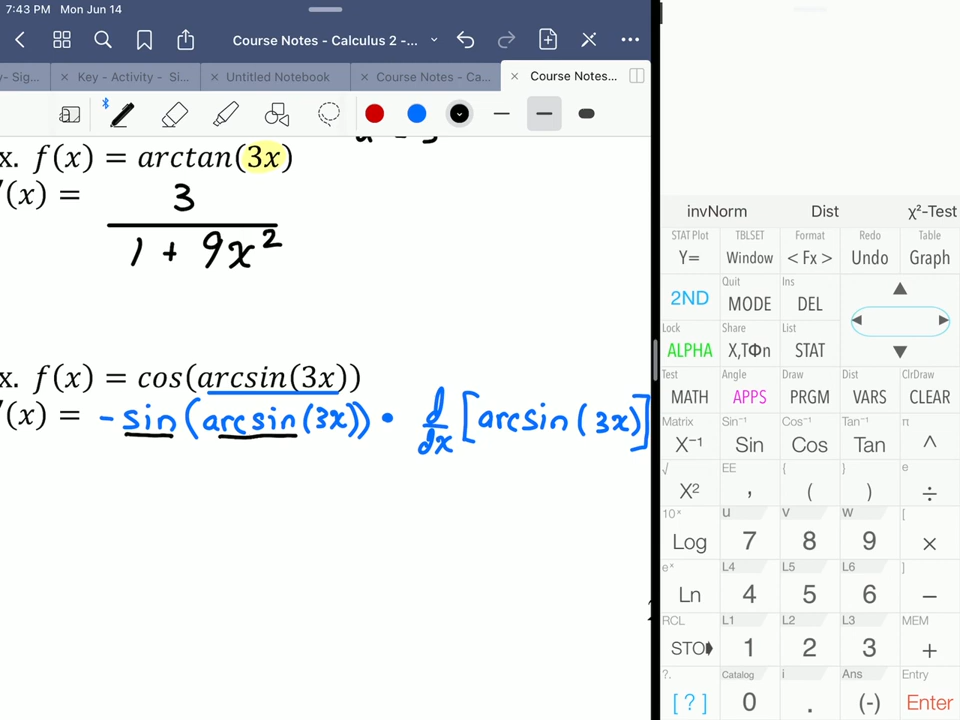 7:43 PM Mon Jun 14
Course Notes - Calculus 2 -...
y- Sig... × Key - Activity - Si... × Untitled Notebook × Course Notes - Ca... × Course Notes...
x. f(x) = arctan(3x)
'(x) = 3
1 + 9x²
x. f(x) = cos(arcsin(3x))
'(x) = -sin(arcsin(3x)) • d/dx [arcsin(3x)]
invNorm Dist χ²-Test
STAT Plot TBLSET Format Redo Table
Y= Window < Fx > Undo Graph
Quit Ins
2ND MODE DEL
Lock Share List
ALPHA X,TΦn STAT
Test Angle Draw Dist ClrDraw
MATH APPS PRGM VARS CLEAR
Matrix Sin⁻¹ Cos⁻¹ Tan⁻¹ π
X⁻¹ Sin Cos Tan ^
√ EE { } e
X² , ( ) ÷
10ˣ u v w [
Log 7 8 9 ×
eˣ L4 L5 L6 ]
Ln 4 5 6 −
RCL L1 L2 L3 MEM
STO 1 2 3 +
?. Catalog i Ans Entry
[ ? ] 0 . (-) Enter